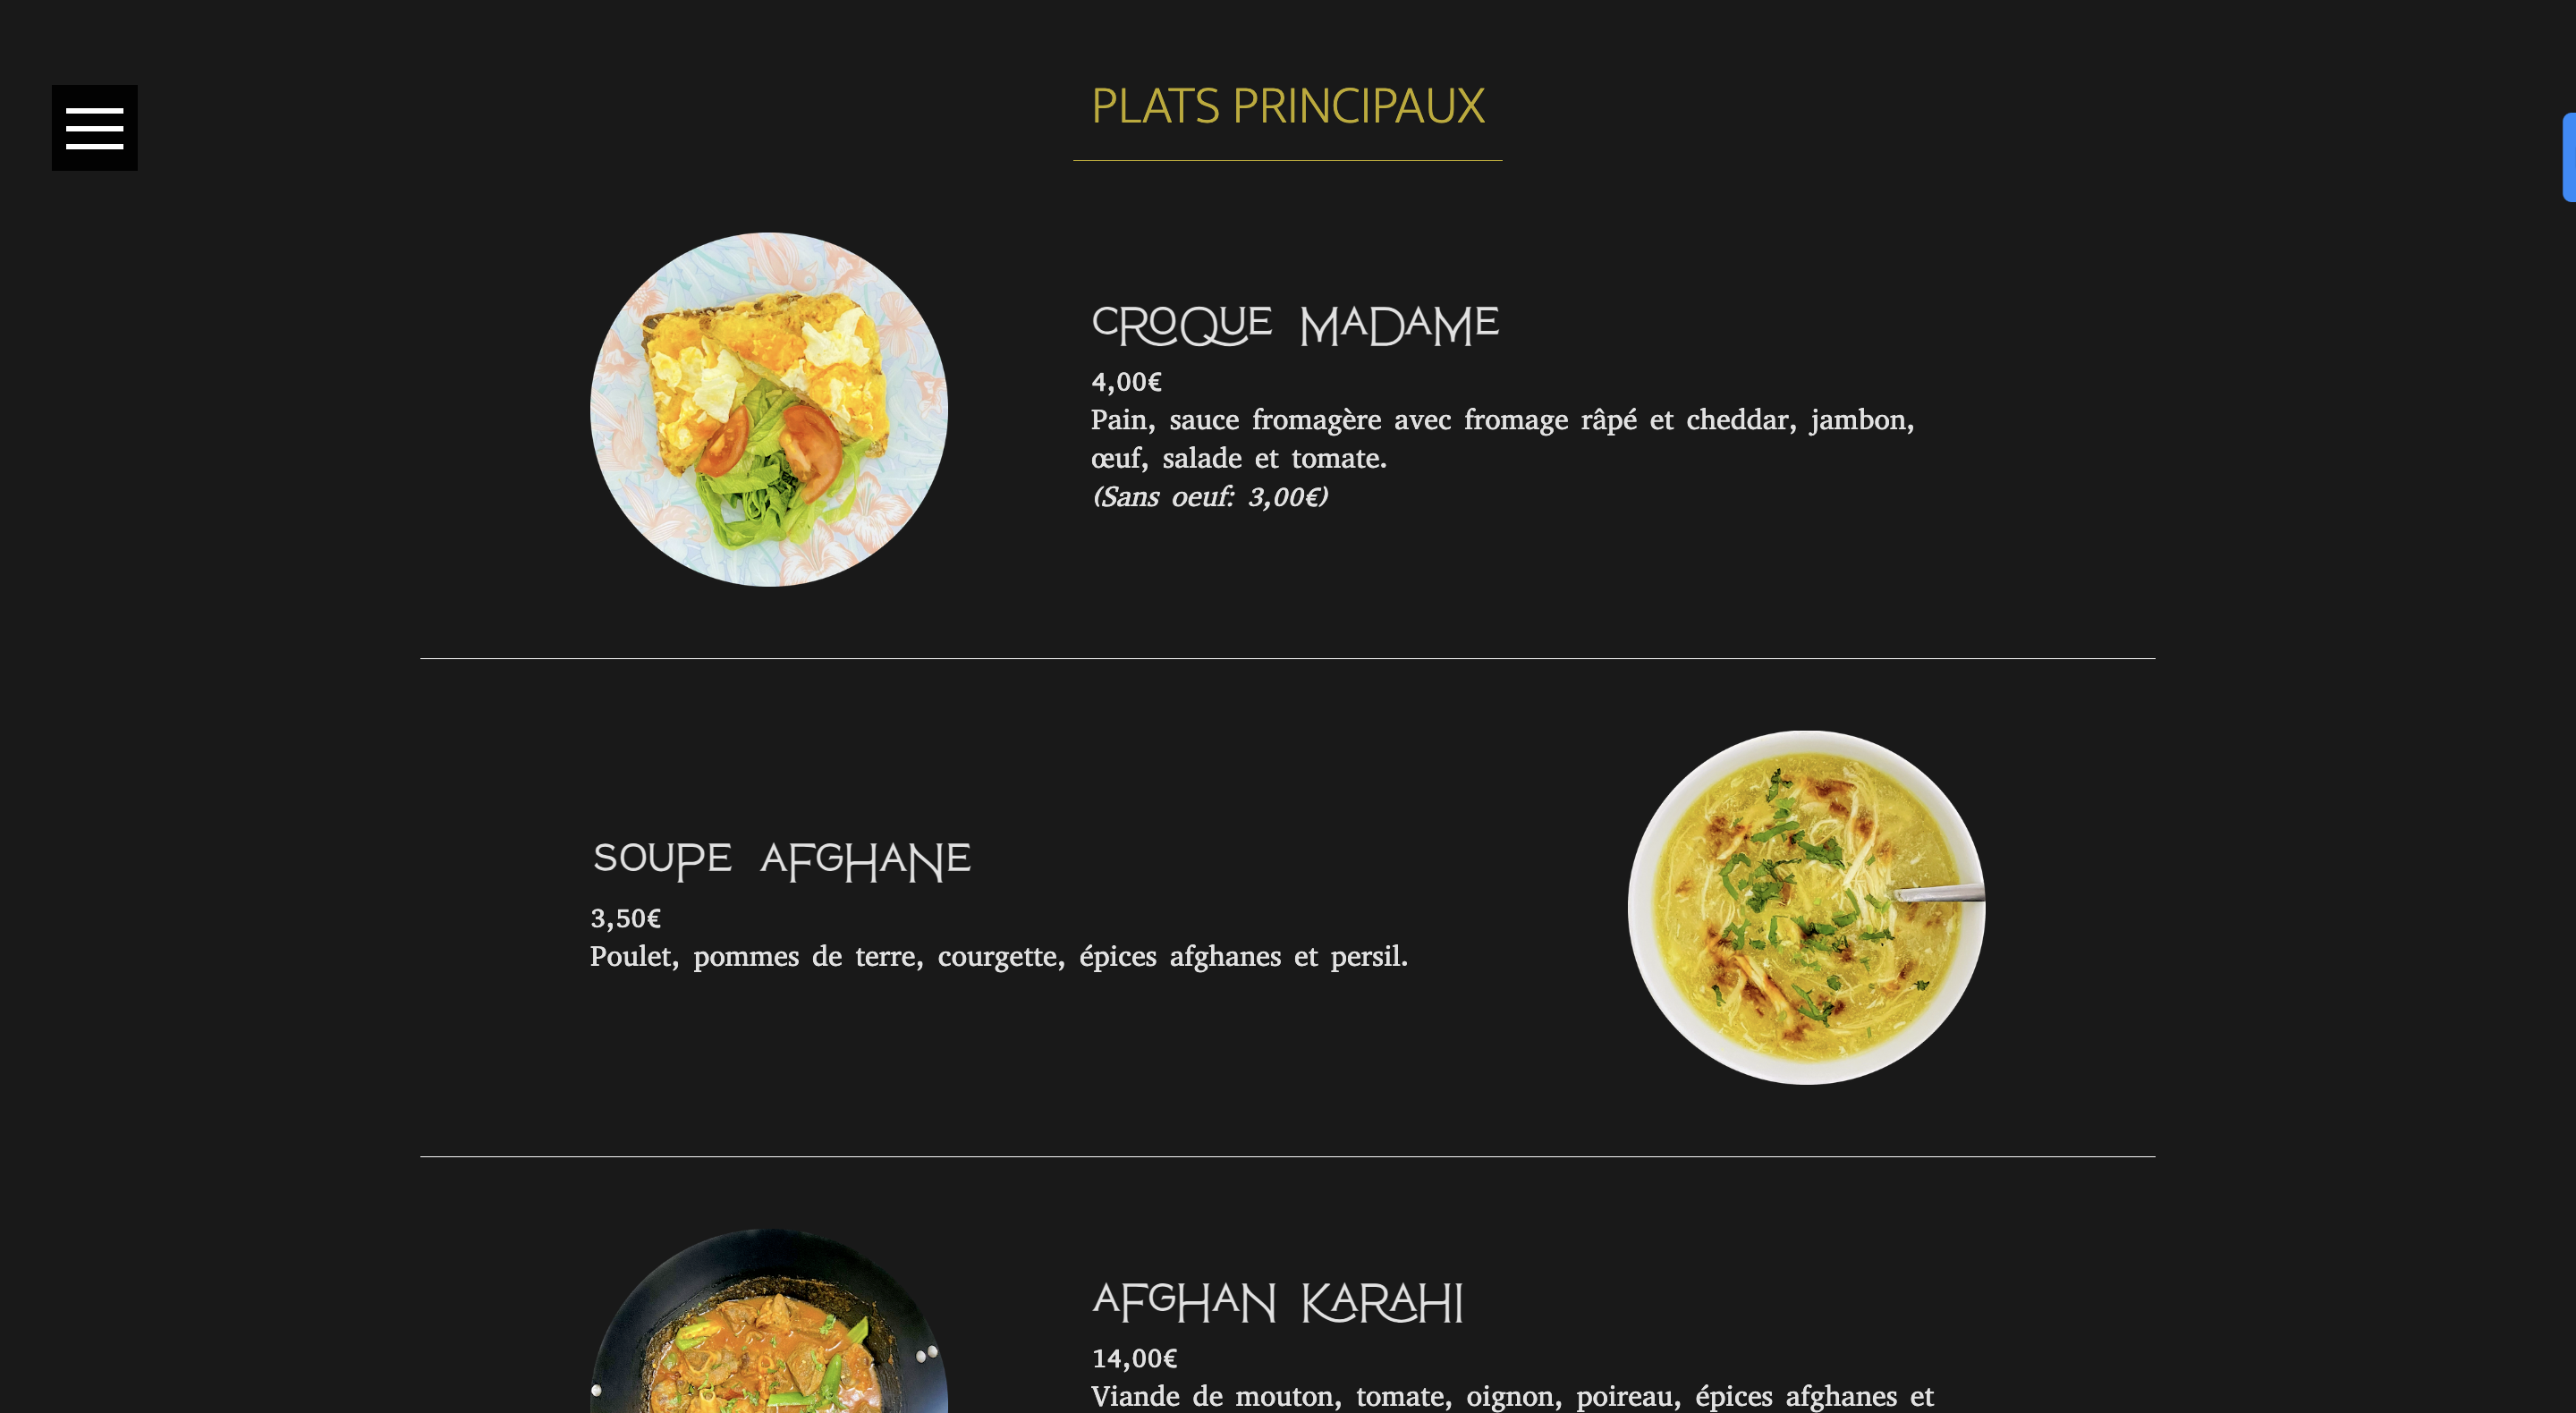 PLATS PRINCIPAUX
CROQUE MADAME
4,00€
Pain, sauce fromagère avec fromage râpé et cheddar, jambon,
œuf, salade et tomate.
(Sans oeuf: 3,00€)
SOUPE AFGHANE
3,50€
Poulet, pommes de terre, courgette, épices afghanes et persil.
AFGHAN KARAHI
14,00€
Viande de mouton, tomate, oignon, poireau, épices afghanes et